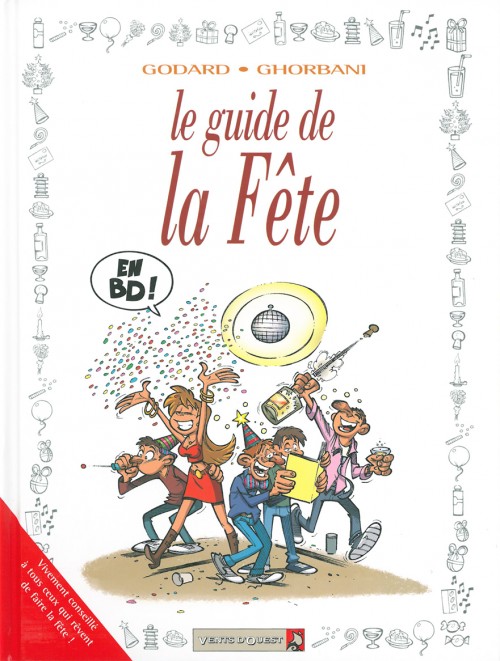 GODARD • GHORBANI
le guide de
la Fête
EN
BD!
Vivement conseillé
à tous ceux qui rêvent
de faire la fête !
VENTS D'OUEST